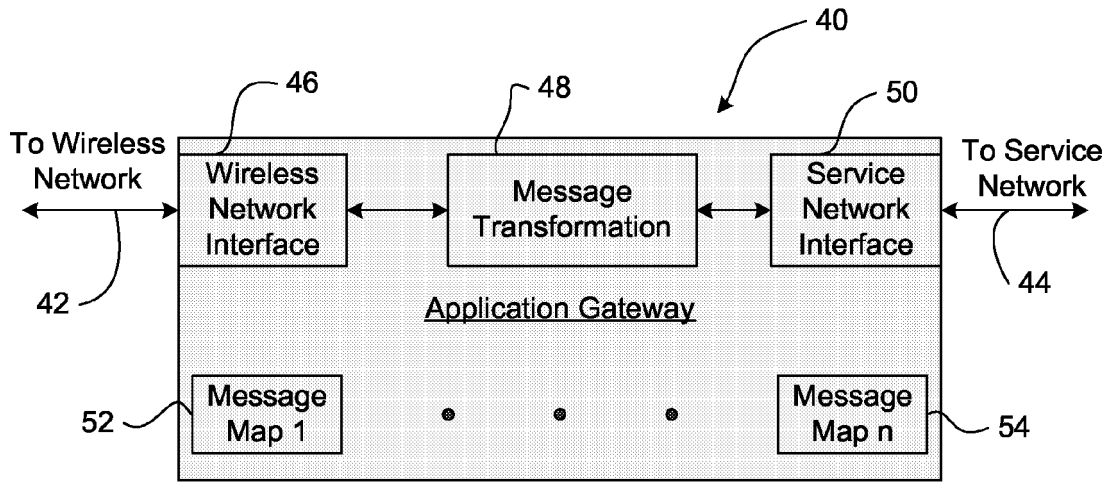 40
46
48
50
To Wireless
Network
Wireless
Network
Interface
Message
Transformation
Service
Network
Interface
To Service
Network
42
44
Application Gateway
52
Message
Map 1
Message
Map n
54